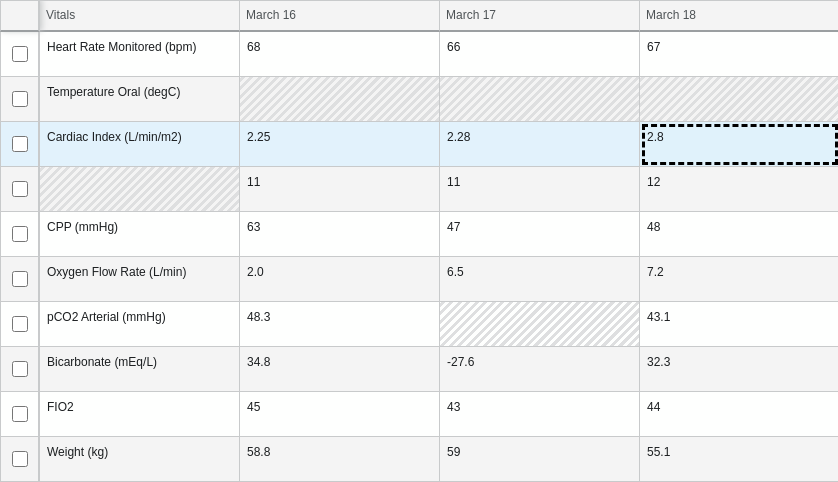 Vitals March 16 March 17 March 18
Heart Rate Monitored (bpm) 68 66 67
Temperature Oral (degC)
Cardiac Index (L/min/m2) 2.25 2.28 2.8
11 11 12
CPP (mmHg) 63 47 48
Oxygen Flow Rate (L/min) 2.0 6.5 7.2
pCO2 Arterial (mmHg) 48.3 43.1
Bicarbonate (mEq/L) 34.8 -27.6 32.3
FIO2 45 43 44
Weight (kg) 58.8 59 55.1